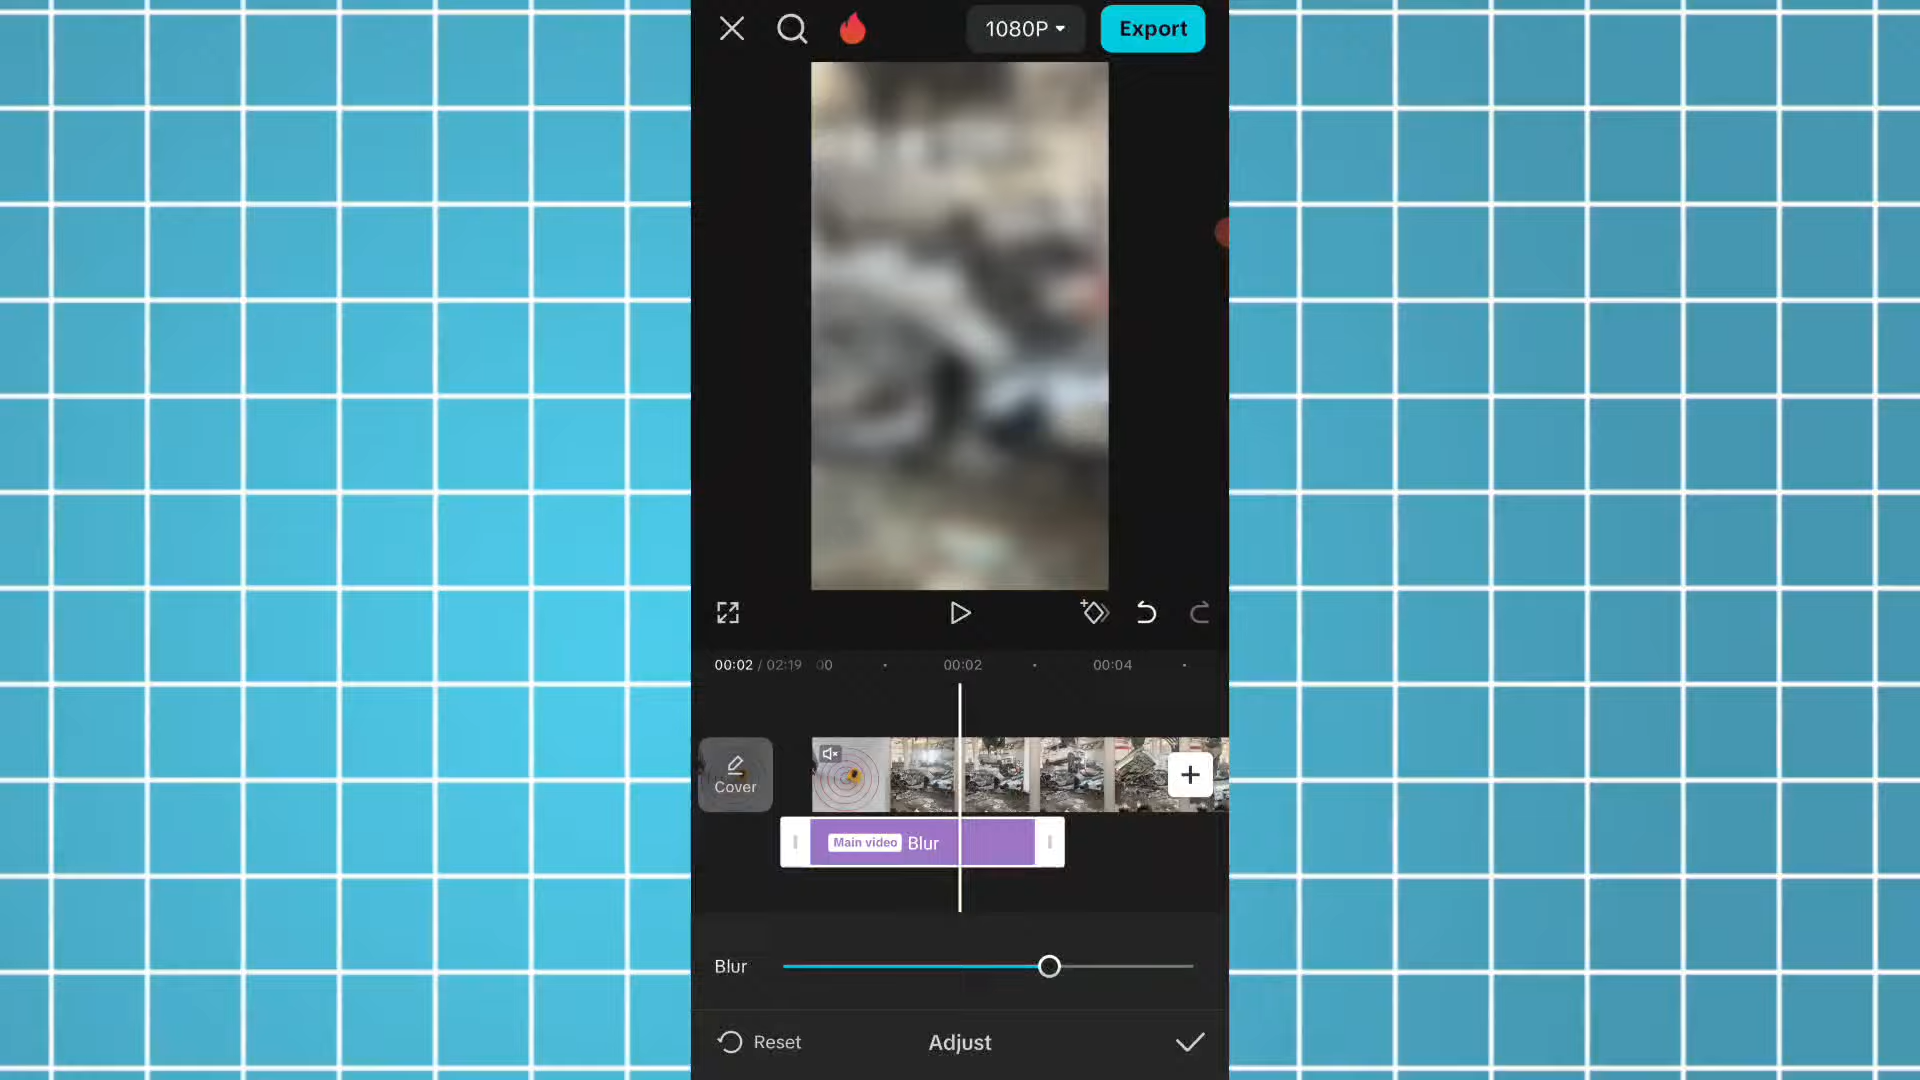 1080P
Export
00:02 / 02:19
00
00:02
00:04
Cover
Main video
Blur
Blur
Reset
Adjust